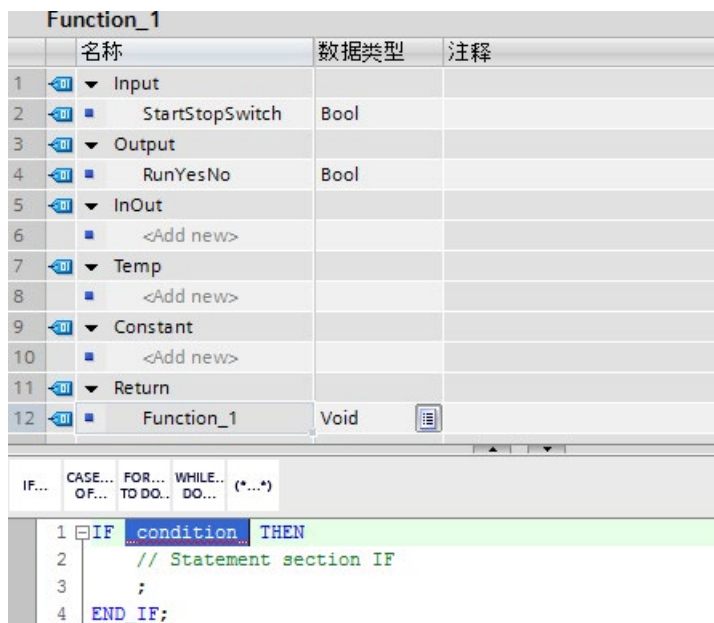 Function_1
名称 数据类型 注释
1 Input
2 StartStopSwitch Bool
3 Output
4 RunYesNo Bool
5 InOut
6 <Add new>
7 Temp
8 <Add new>
9 Constant
10 <Add new>
11 Return
12 Function_1 Void
IF... CASE... OF... FOR... TO DO... WHILE... DO... (*...*)
1 IF condition THEN
2 // Statement section IF
3 ;
4 END_IF;